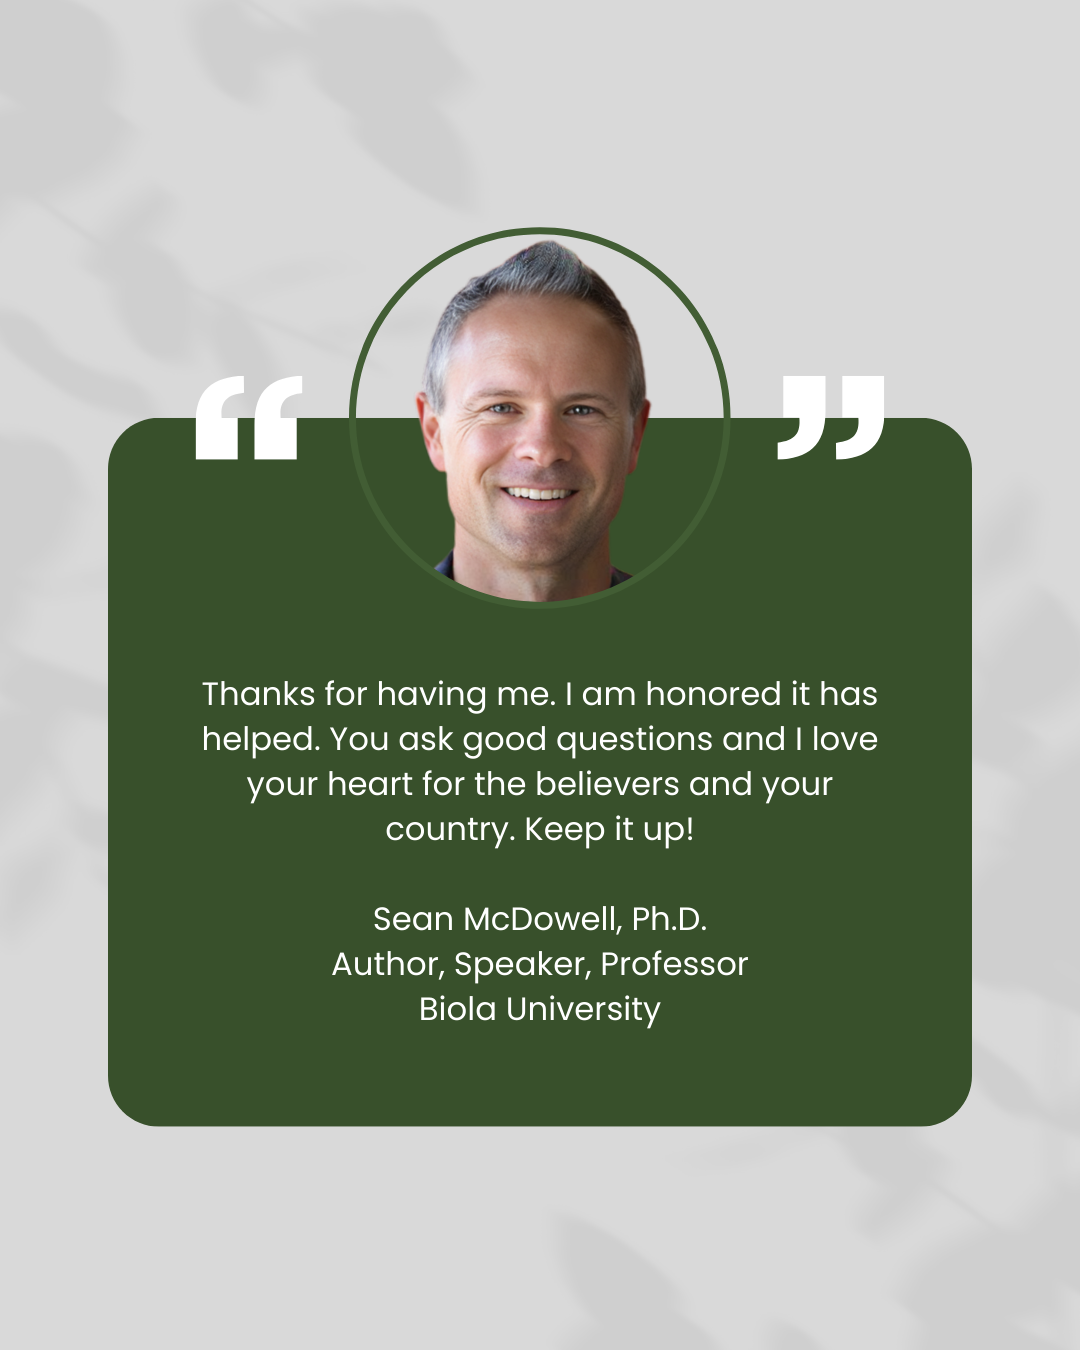 “ ”
Thanks for having me. I am honored it has
helped. You ask good questions and I love
your heart for the believers and your
country. Keep it up!
Sean McDowell, Ph.D.
Author, Speaker, Professor
Biola University